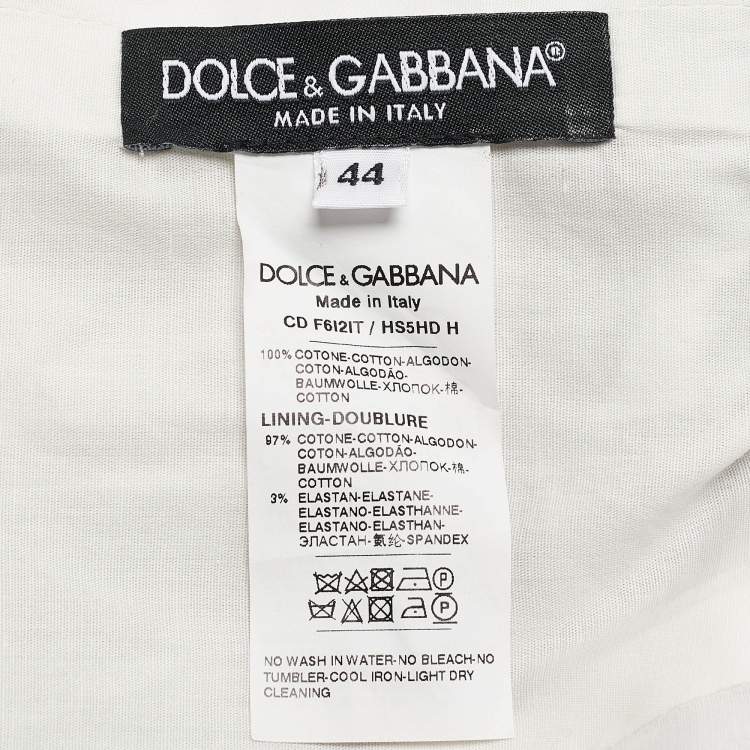 DOLCE & GABBANA®
MADE IN ITALY
44
DOLCE & GABBANA
Made in Italy
CD F6I2IT / HS5HD H
100% COTONE-COTTON-ALGODON-
COTON-ALGODÃO-
BAUMWOLLE-ХЛОПОК-棉-
COTTON
LINING-DOUBLURE
97% COTONE-COTTON-ALGODON-
COTON-ALGODÃO-
BAUMWOLLE-ХЛОПОК-棉-
COTTON
3% ELASTAN-ELASTANE-
ELASTANO-ELASTHANNE-
ELASTANO-ELASTHAN-
ЭЛАСТАН-氨纶-SPANDEX
P
P
NO WASH IN WATER-NO BLEACH-NO
TUMBLER-COOL IRON-LIGHT DRY
CLEANING